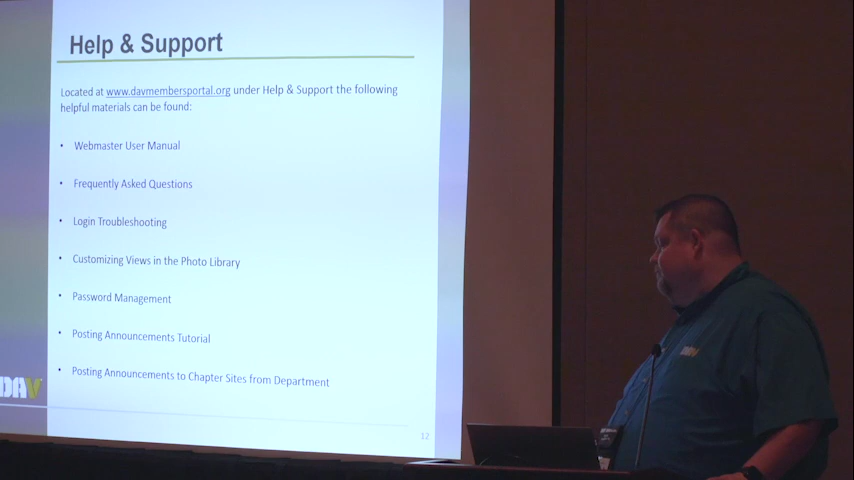 Help & Support
Located at www.davmembersportal.org under Help & Support the following
helpful materials can be found:
• Webmaster User Manual
• Frequently Asked Questions
• Login Troubleshooting
• Customizing Views in the Photo Library
• Password Management
• Posting Announcements Tutorial
• Posting Announcements to Chapter Sites from Department
DAV
12
DAV